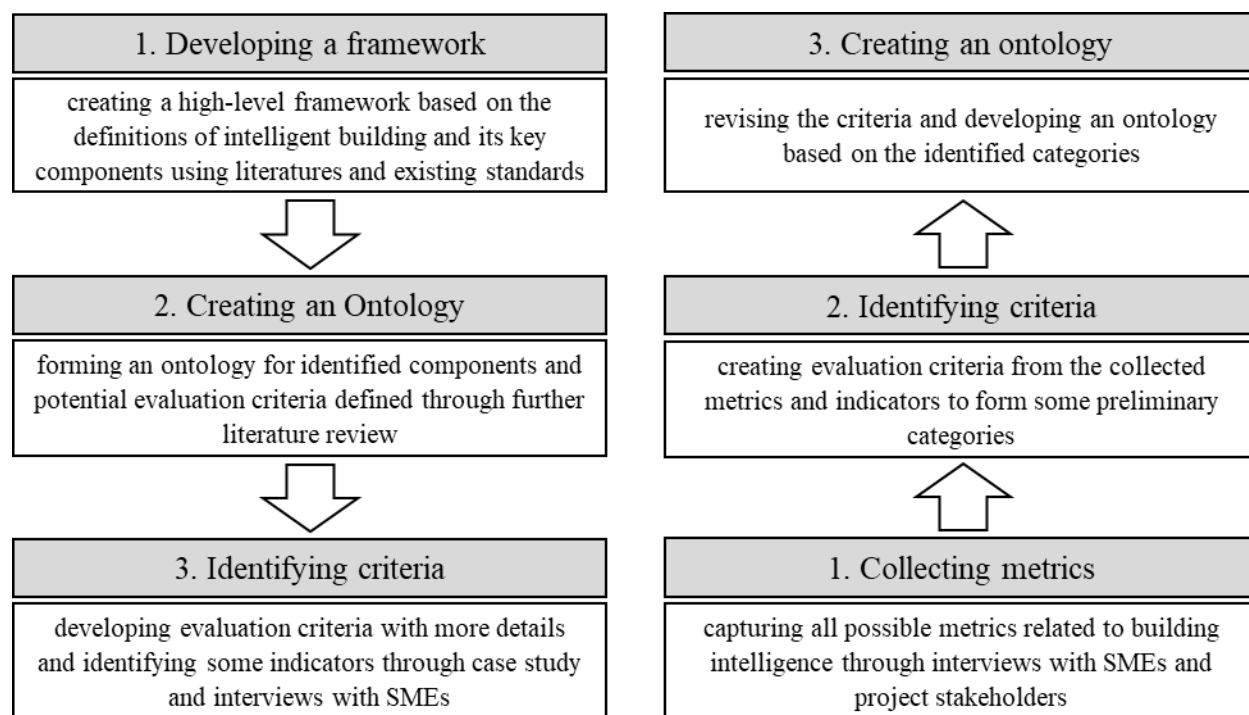 1. Developing a framework
creating a high-level framework based on the
definitions of intelligent building and its key
components using literatures and existing standards
2. Creating an Ontology
forming an ontology for identified components and
potential evaluation criteria defined through further
literature review
3. Identifying criteria
developing evaluation criteria with more details
and identifying some indicators through case study
and interviews with SMEs
3. Creating an ontology
revising the criteria and developing an ontology
based on the identified categories
2. Identifying criteria
creating evaluation criteria from the collected
metrics and indicators to form some preliminary
categories
1. Collecting metrics
capturing all possible metrics related to building
intelligence through interviews with SMEs and
project stakeholders